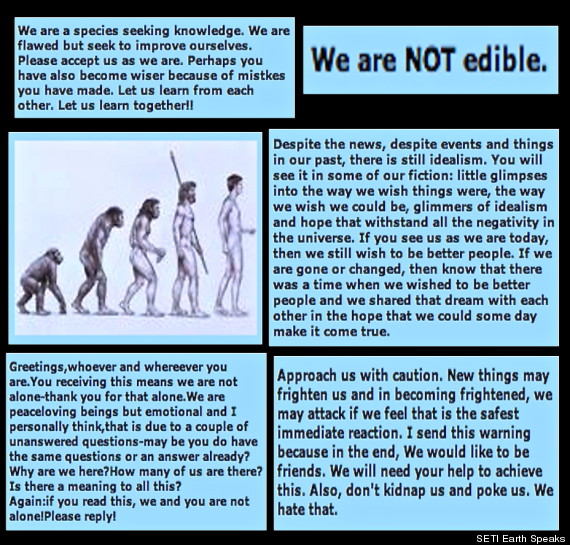 We are a species seeking knowledge. We are
flawed but seek to improve ourselves.
Please accept us as we are. Perhaps you
have also become wiser because of mistkes
you have made. Let us learn from each
other. Let us learn together!!
We are NOT edible.
Despite the news, despite events and things
in our past, there is still idealism. You will
see it in some of our fiction: little glimpses
into the way we wish things were, the way
we wish we could be, glimmers of idealism
and hope that withstand all the negativity in
the universe. If you see us as we are today,
then we still wish to be better people. If we
are gone or changed, then know that there
was a time when we wished to be better
people and we shared that dream with each
other in the hope that we could some day
make it come true.
Greetings,whoever and whereever you
are.You receiving this means we are not
alone-thank you for that alone.We are
peaceloving beings but emotional and I
personally think,that is due to a couple of
unanswered questions-may be you do have
the same questions or an answer already?
Why are we here?How many of us are there?
Is there a meaning to all this?
Again:if you read this, we and you are not
alone!Please reply!
Approach us with caution. New things may
frighten us and in becoming frightened, we
may attack if we feel that is the safest
immediate reaction. I send this warning
because in the end, We would like to be
friends. We will need your help to achieve
this. Also, don't kidnap us and poke us. We
hate that.
SETI Earth Speaks